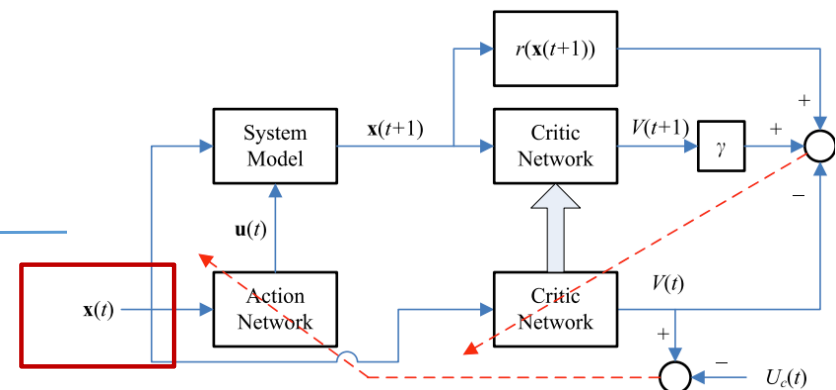 r(x(t+1))
System
Model
x(t+1)
Critic
Network
V(t+1)
γ
+
+
−
u(t)
x(t)
Action
Network
Critic
Network
V(t)
+
−
U_c(t)